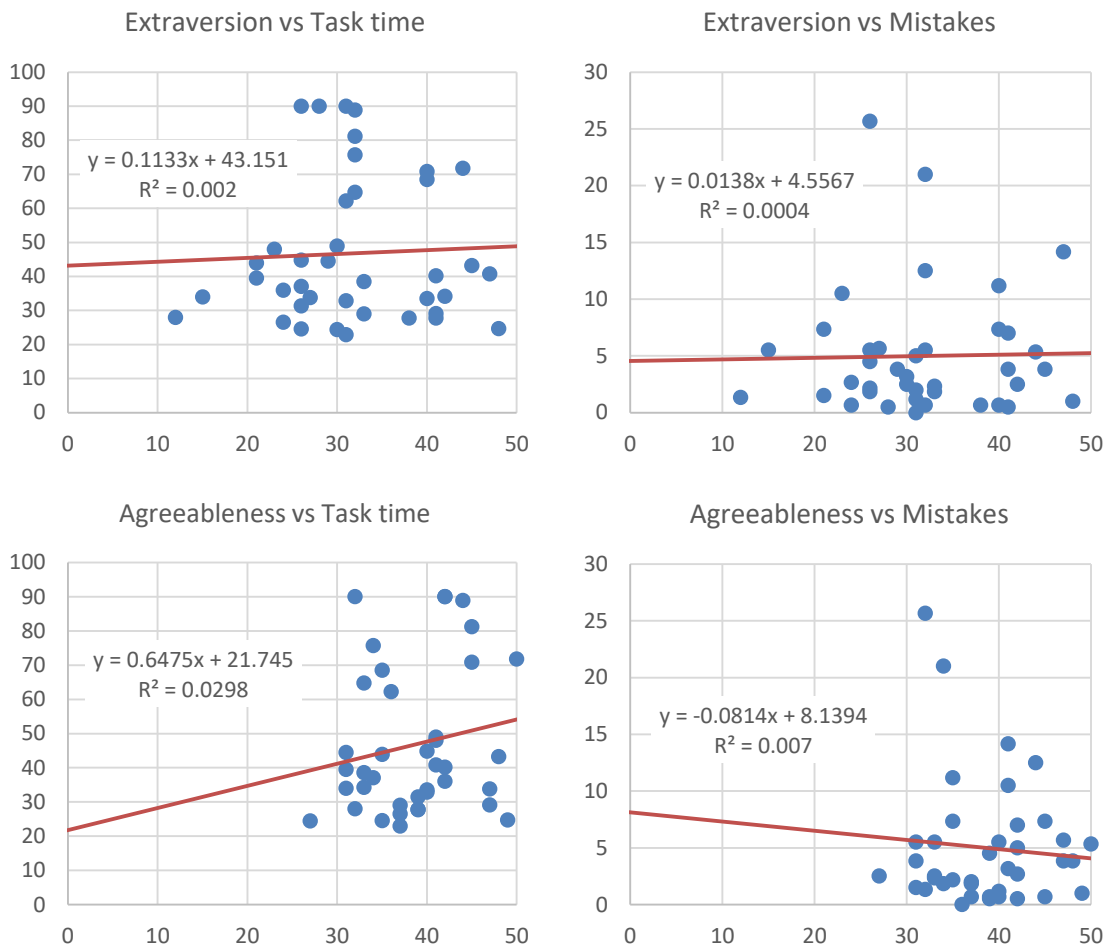 Extraversion vs Task time
100
90
80
70
60
50
40
30
20
10
0
y = 0.1133x + 43.151
R² = 0.002
0 10 20 30 40 50
Extraversion vs Mistakes
30
25
20
15
10
5
0
y = 0.0138x + 4.5567
R² = 0.0004
0 10 20 30 40 50
Agreeableness vs Task time
100
90
80
70
60
50
40
30
20
10
0
y = 0.6475x + 21.745
R² = 0.0298
0 10 20 30 40 50
Agreeableness vs Mistakes
30
25
20
15
10
5
0
y = -0.0814x + 8.1394
R² = 0.007
0 10 20 30 40 50